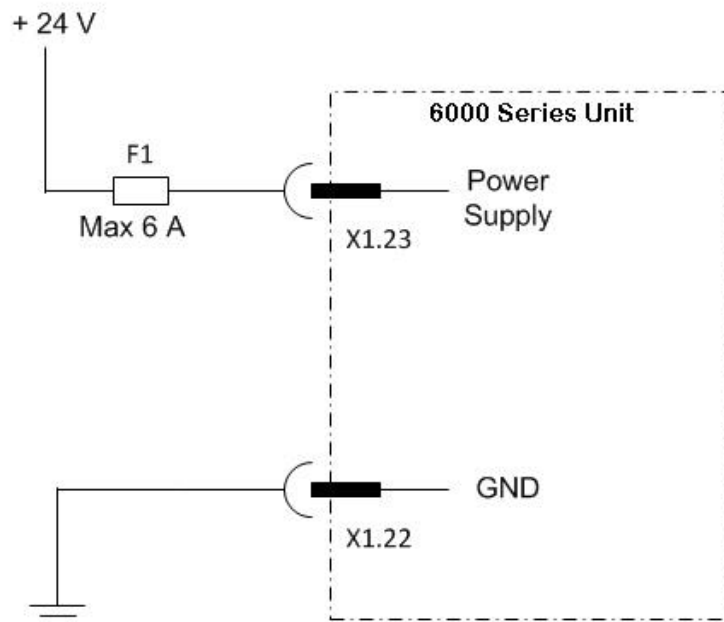 + 24 V
6000 Series Unit
F1
Max 6 A
Power
Supply
X1.23
GND
X1.22